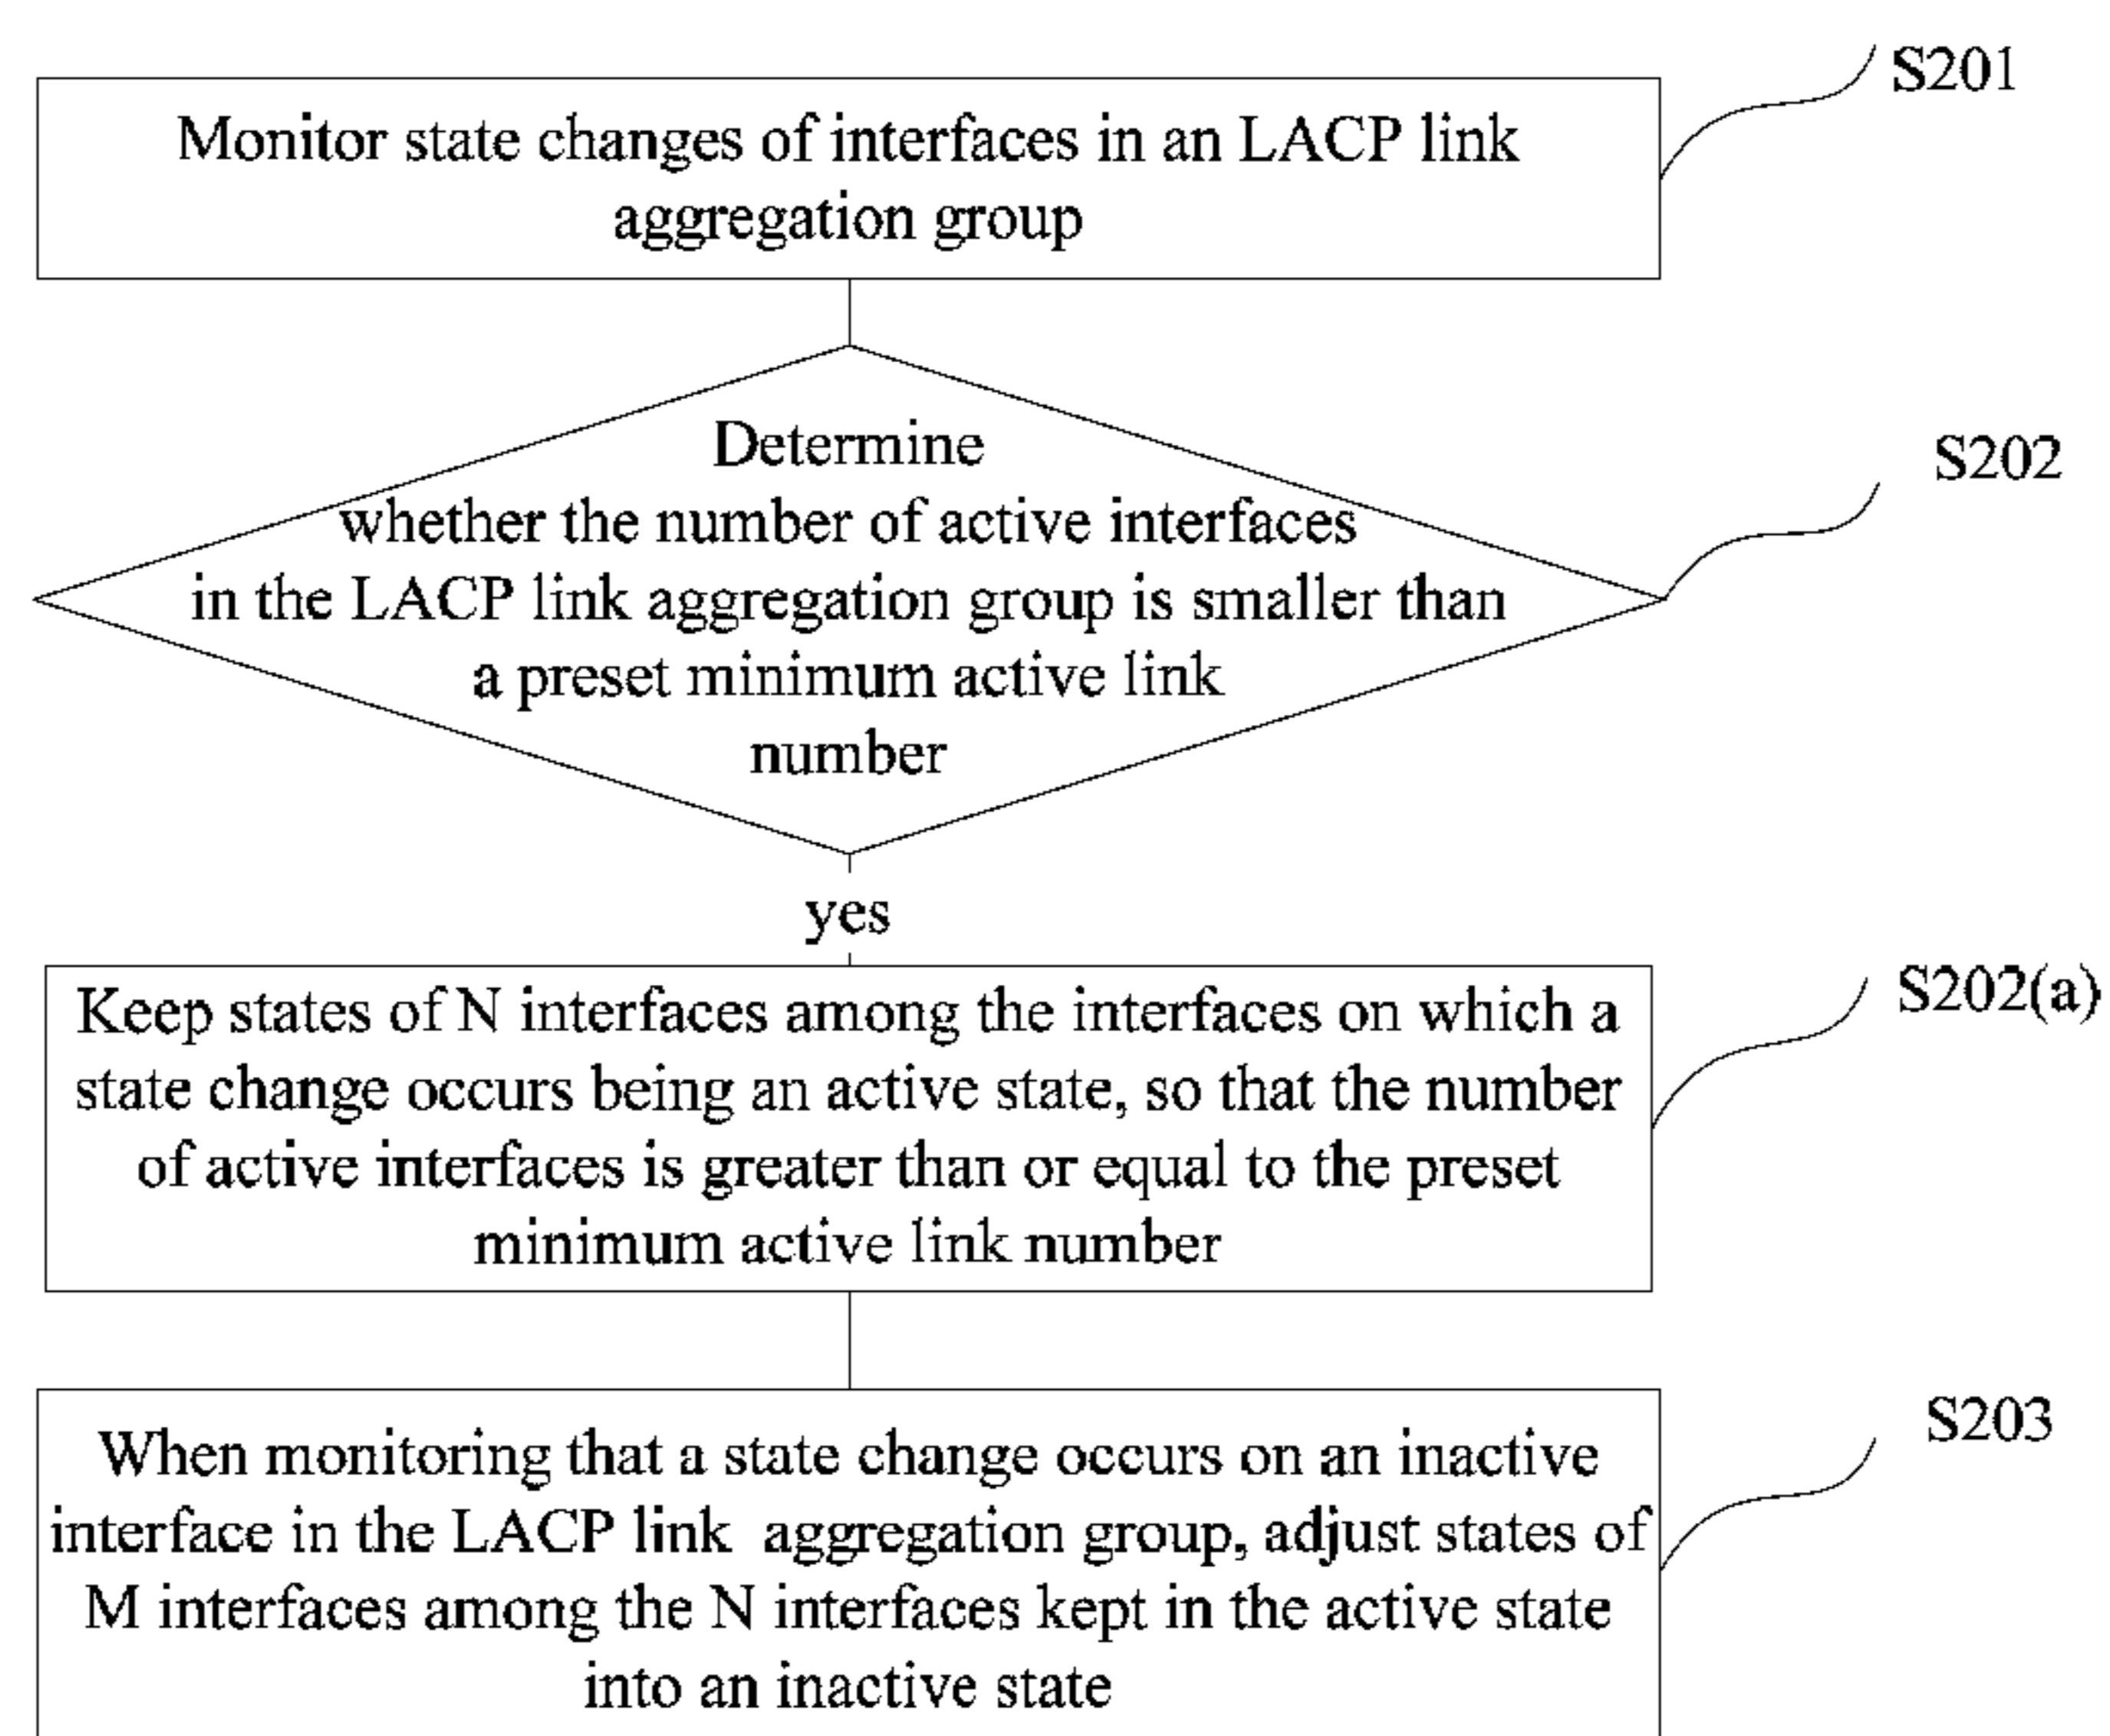 S201
Monitor state changes of interfaces in an LACP link
aggregation group
S202
Determine
whether the number of active interfaces
in the LACP link aggregation group is smaller than
a preset minimum active link
number
yes
S202(a)
Keep states of N interfaces among the interfaces on which a
state change occurs being an active state, so that the number
of active interfaces is greater than or equal to the preset
minimum active link number
S203
When monitoring that a state change occurs on an inactive
interface in the LACP link aggregation group, adjust states of
M interfaces among the N interfaces kept in the active state
into an inactive state